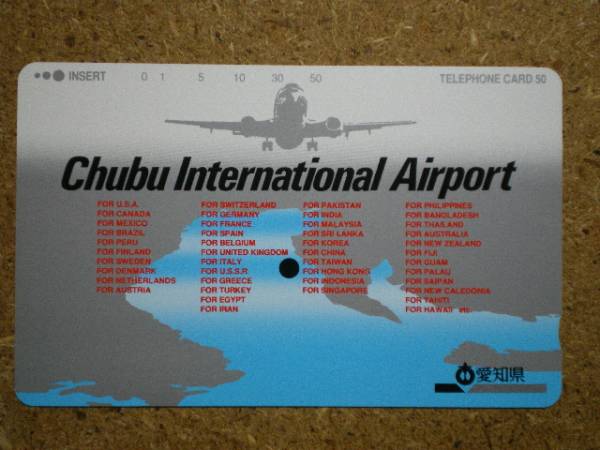 INSERT 0 1 5 10 30 50 TELEPHONE CARD 50
Chubu International Airport
FOR U.S.A.
FOR CANADA
FOR MEXICO
FOR BRAZIL
FOR PERU
FOR FINLAND
FOR SWEDEN
FOR DENMARK
FOR NETHERLANDS
FOR AUSTRIA
FOR SWITZERLAND
FOR GERMANY
FOR FRANCE
FOR SPAIN
FOR BELGIUM
FOR UNITED KINGDOM
FOR ITALY
FOR U.S.S.R
FOR GREECE
FOR TURKEY
FOR EGYPT
FOR IRAN
FOR PAKISTAN
FOR INDIA
FOR MALAYSIA
FOR SRI LANKA
FOR KOREA
FOR CHINA
FOR TAIWAN
FOR HONG KONG
FOR INDONESIA
FOR SINGAPORE
FOR PHILIPPINES
FOR BANGLADESH
FOR THAILAND
FOR AUSTRALIA
FOR NEW ZEALAND
FOR FIJI
FOR GUAM
FOR PALAU
FOR SAIPAN
FOR NEW CALEDONIA
FOR TAHITI
FOR HAWAII etc.
愛知県